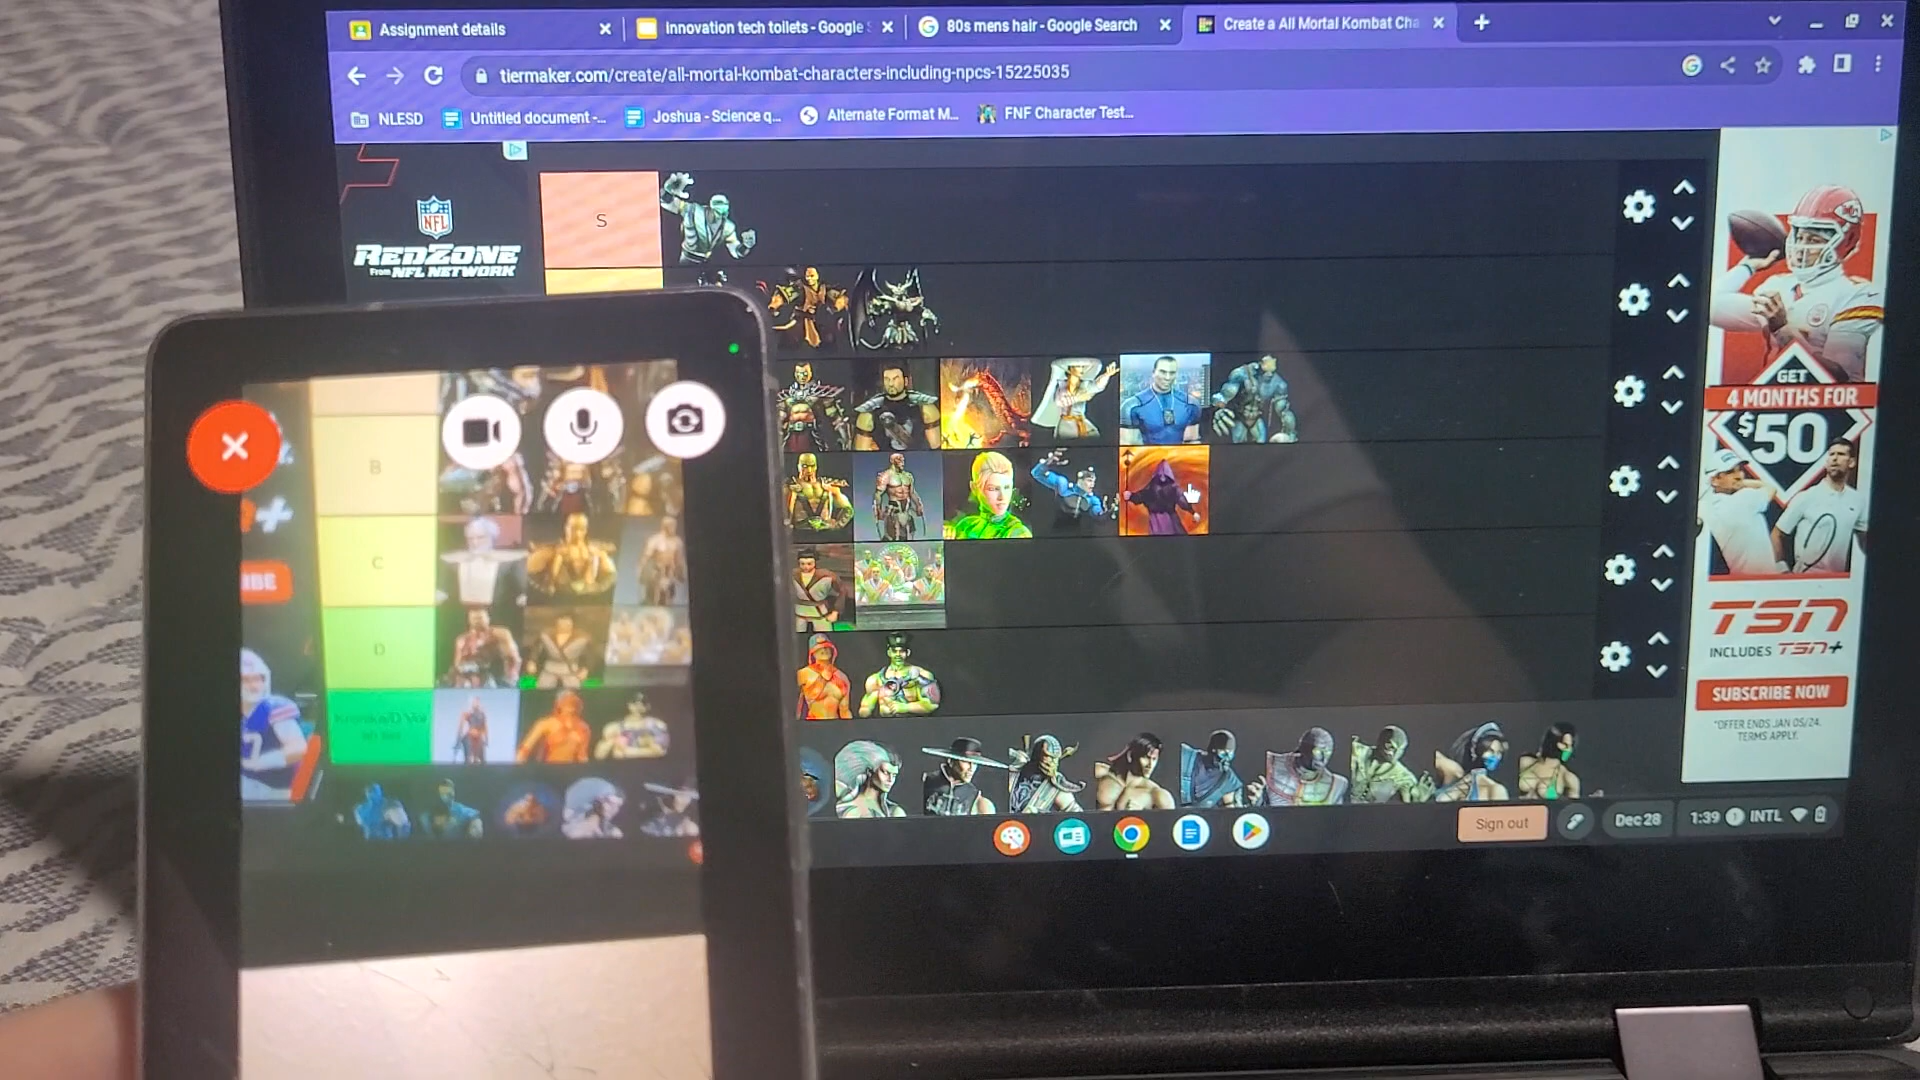 Assignment details
Innovation tech toilets - Google S
80s mens hair - Google Search
Create a All Mortal Kombat Cha
tiermaker.com/create/all-mortal-kombat-characters-including-npcs-15225035
NLESD
Untitled document -...
Joshua - Science q...
Alternate Format M...
FNF Character Test...
NFL
REDZONE
From NFL NETWORK
S
B
C
D
GET
4 MONTHS FOR
$50
TSN
INCLUDES TSN+
SUBSCRIBE NOW
*OFFER ENDS JAN 05/24.
TERMS APPLY.
Sign out
Dec 28
1:39
INTL